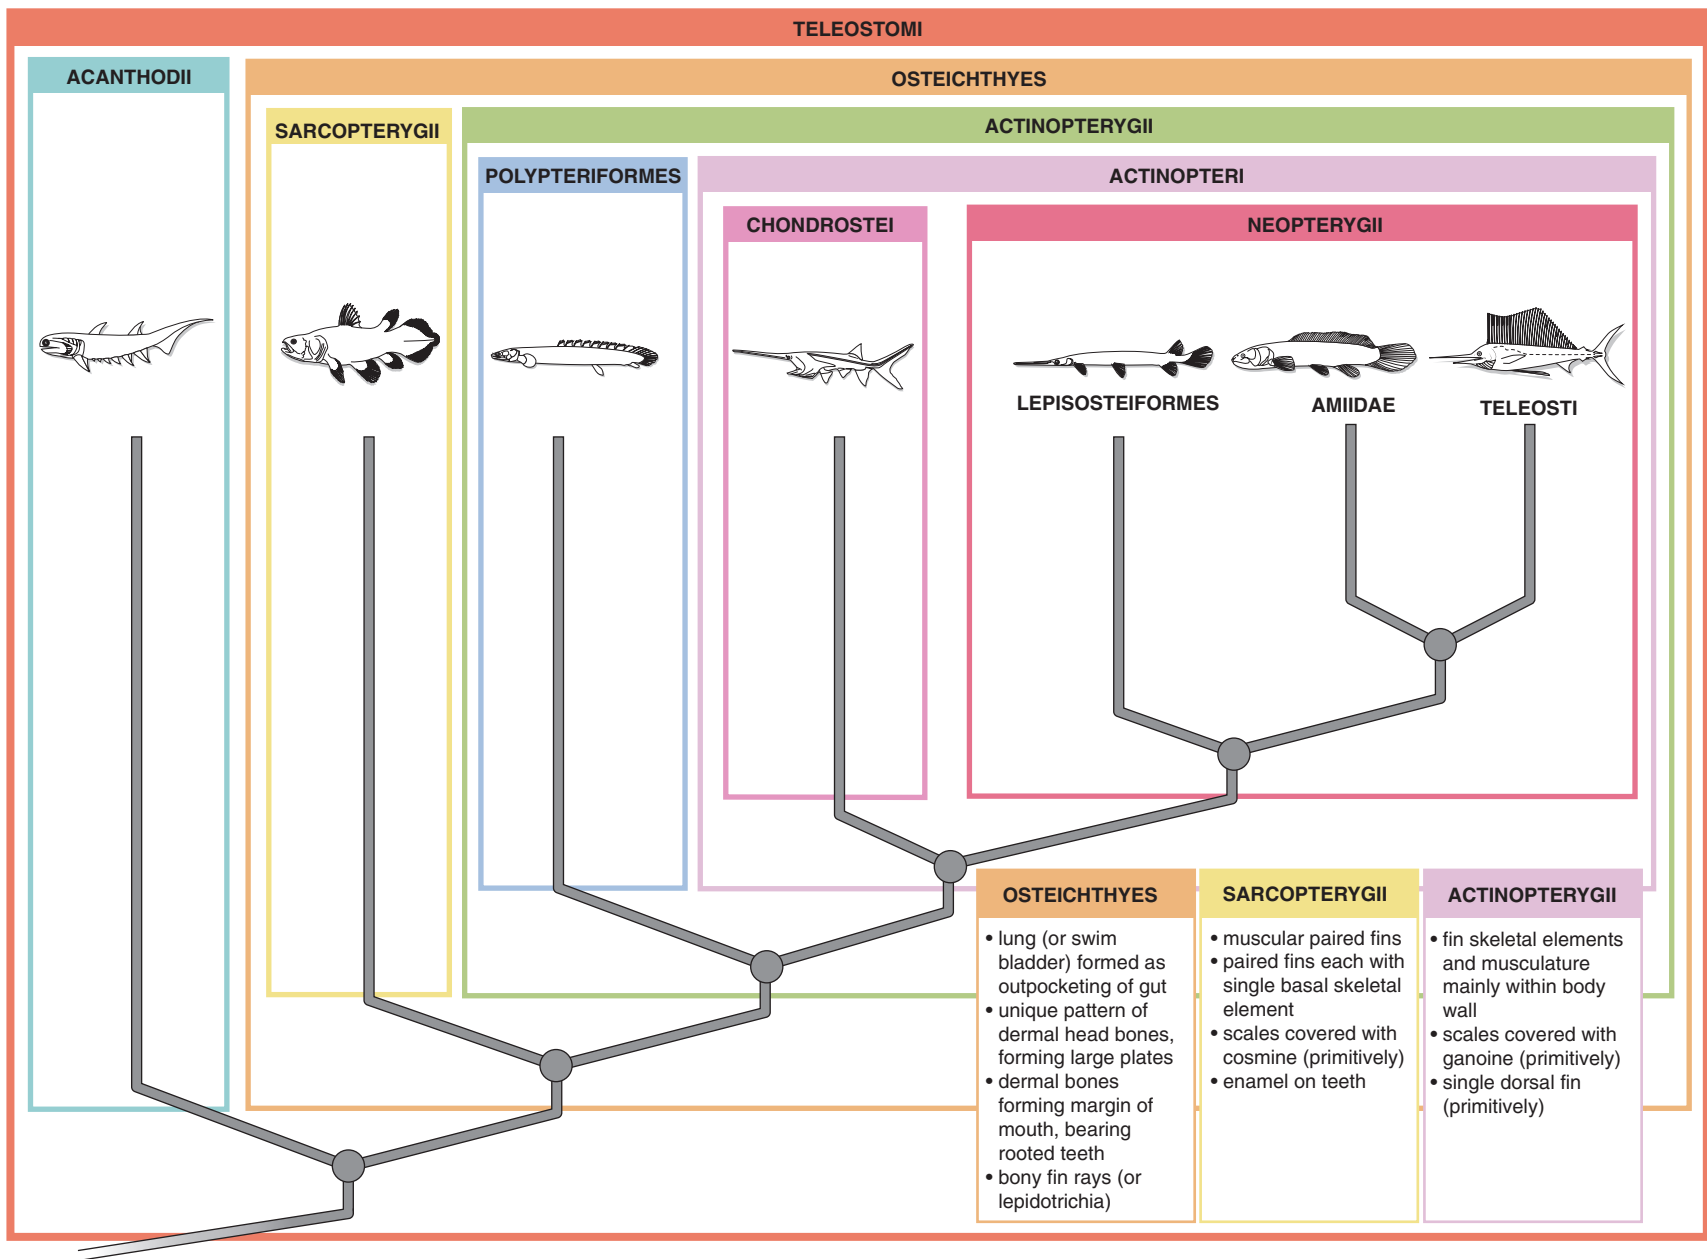 TELEOSTOMI
ACANTHODII
OSTEICHTHYES
SARCOPTERYGII
ACTINOPTERYGII
POLYPTERIFORMES
ACTINOPTERI
CHONDROSTEI
NEOPTERYGII
LEPISOSTEIFORMES
AMIIDAE
TELEOSTI
OSTEICHTHYES
• lung (or swim
bladder) formed as
outpocketing of gut
• unique pattern of
dermal head bones,
forming large plates
• dermal bones
forming margin of
mouth, bearing
rooted teeth
• bony fin rays (or
lepidotrichia)
SARCOPTERYGII
• muscular paired fins
• paired fins each with
single basal skeletal
element
• scales covered with
cosmine (primitively)
• enamel on teeth
ACTINOPTERYGII
• fin skeletal elements
and musculature
mainly within body
wall
• scales covered with
ganoine (primitively)
• single dorsal fin
(primitively)